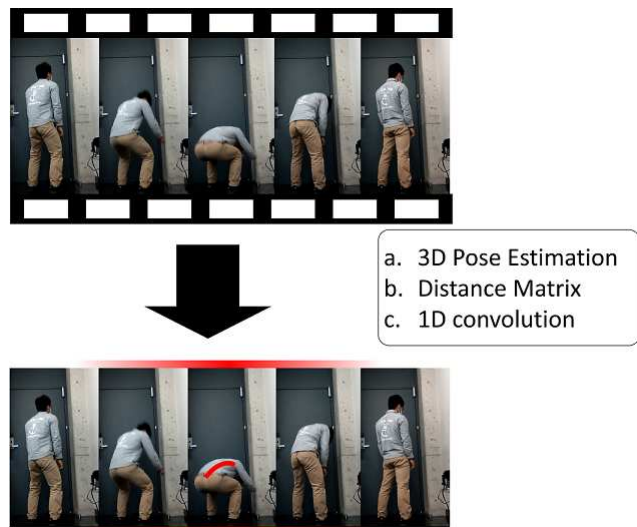 a. 3D Pose Estimation
b. Distance Matrix
c. 1D convolution